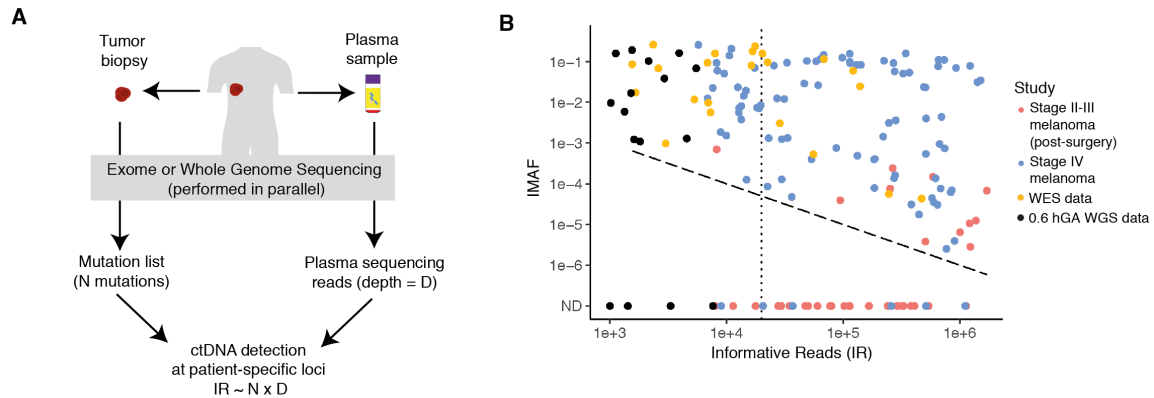 A
Tumor
biopsy
Plasma
sample
Exome or Whole Genome Sequencing
(performed in parallel)
Mutation list
(N mutations)
Plasma sequencing
reads (depth = D)
ctDNA detection
at patient-specific loci
IR ~ N x D
B
IMAF
1e−1
1e−2
1e−3
1e−4
1e−5
1e−6
ND
1e+3
1e+4
1e+5
1e+6
Informative Reads (IR)
Study
Stage II-III
melanoma
(post-surgery)
Stage IV
melanoma
WES data
0.6 hGA WGS data